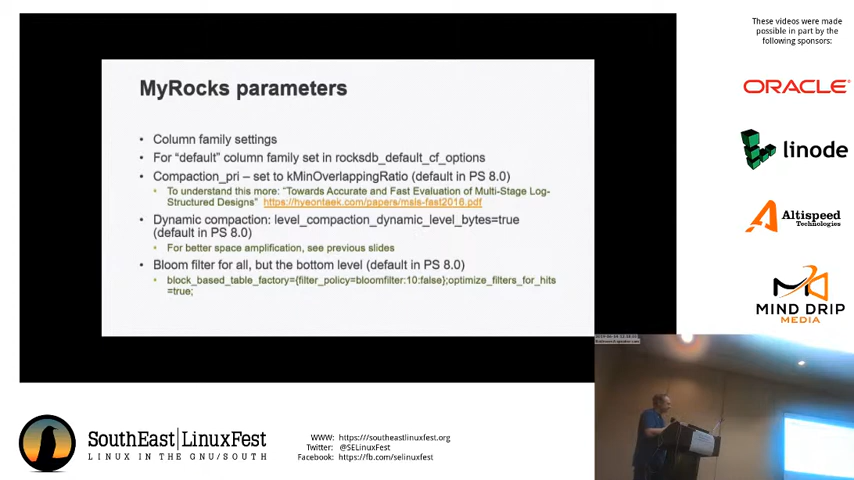 These videos were made
possible in part by the
following sponsors:
MyRocks parameters
• Column family settings
• For “default” column family set in rocksdb_default_cf_options
• Compaction_pri – set to kMinOverlappingRatio (default in PS 8.0)
• To understand this more: “Towards Accurate and Fast Evaluation of Multi-Stage Log-
Structured Designs” https://hyeontaek.com/papers/msls-fast2016.pdf
• Dynamic compaction: level_compaction_dynamic_level_bytes=true
(default in PS 8.0)
• For better space amplification, see previous slides
• Bloom filter for all, but the bottom level (default in PS 8.0)
• block_based_table_factory={filter_policy=bloomfilter:10:false};optimize_filters_for_hits
=true;
ORACLE
linode
Altispeed
Technologies
MIND DRIP
MEDIA
SouthEast|LinuxFest
LINUX IN THE GNU/SOUTH
WWW: https://southeastlinuxfest.org
Twitter: @SELinuxFest
Facebook: https://fb.com/selinuxfest